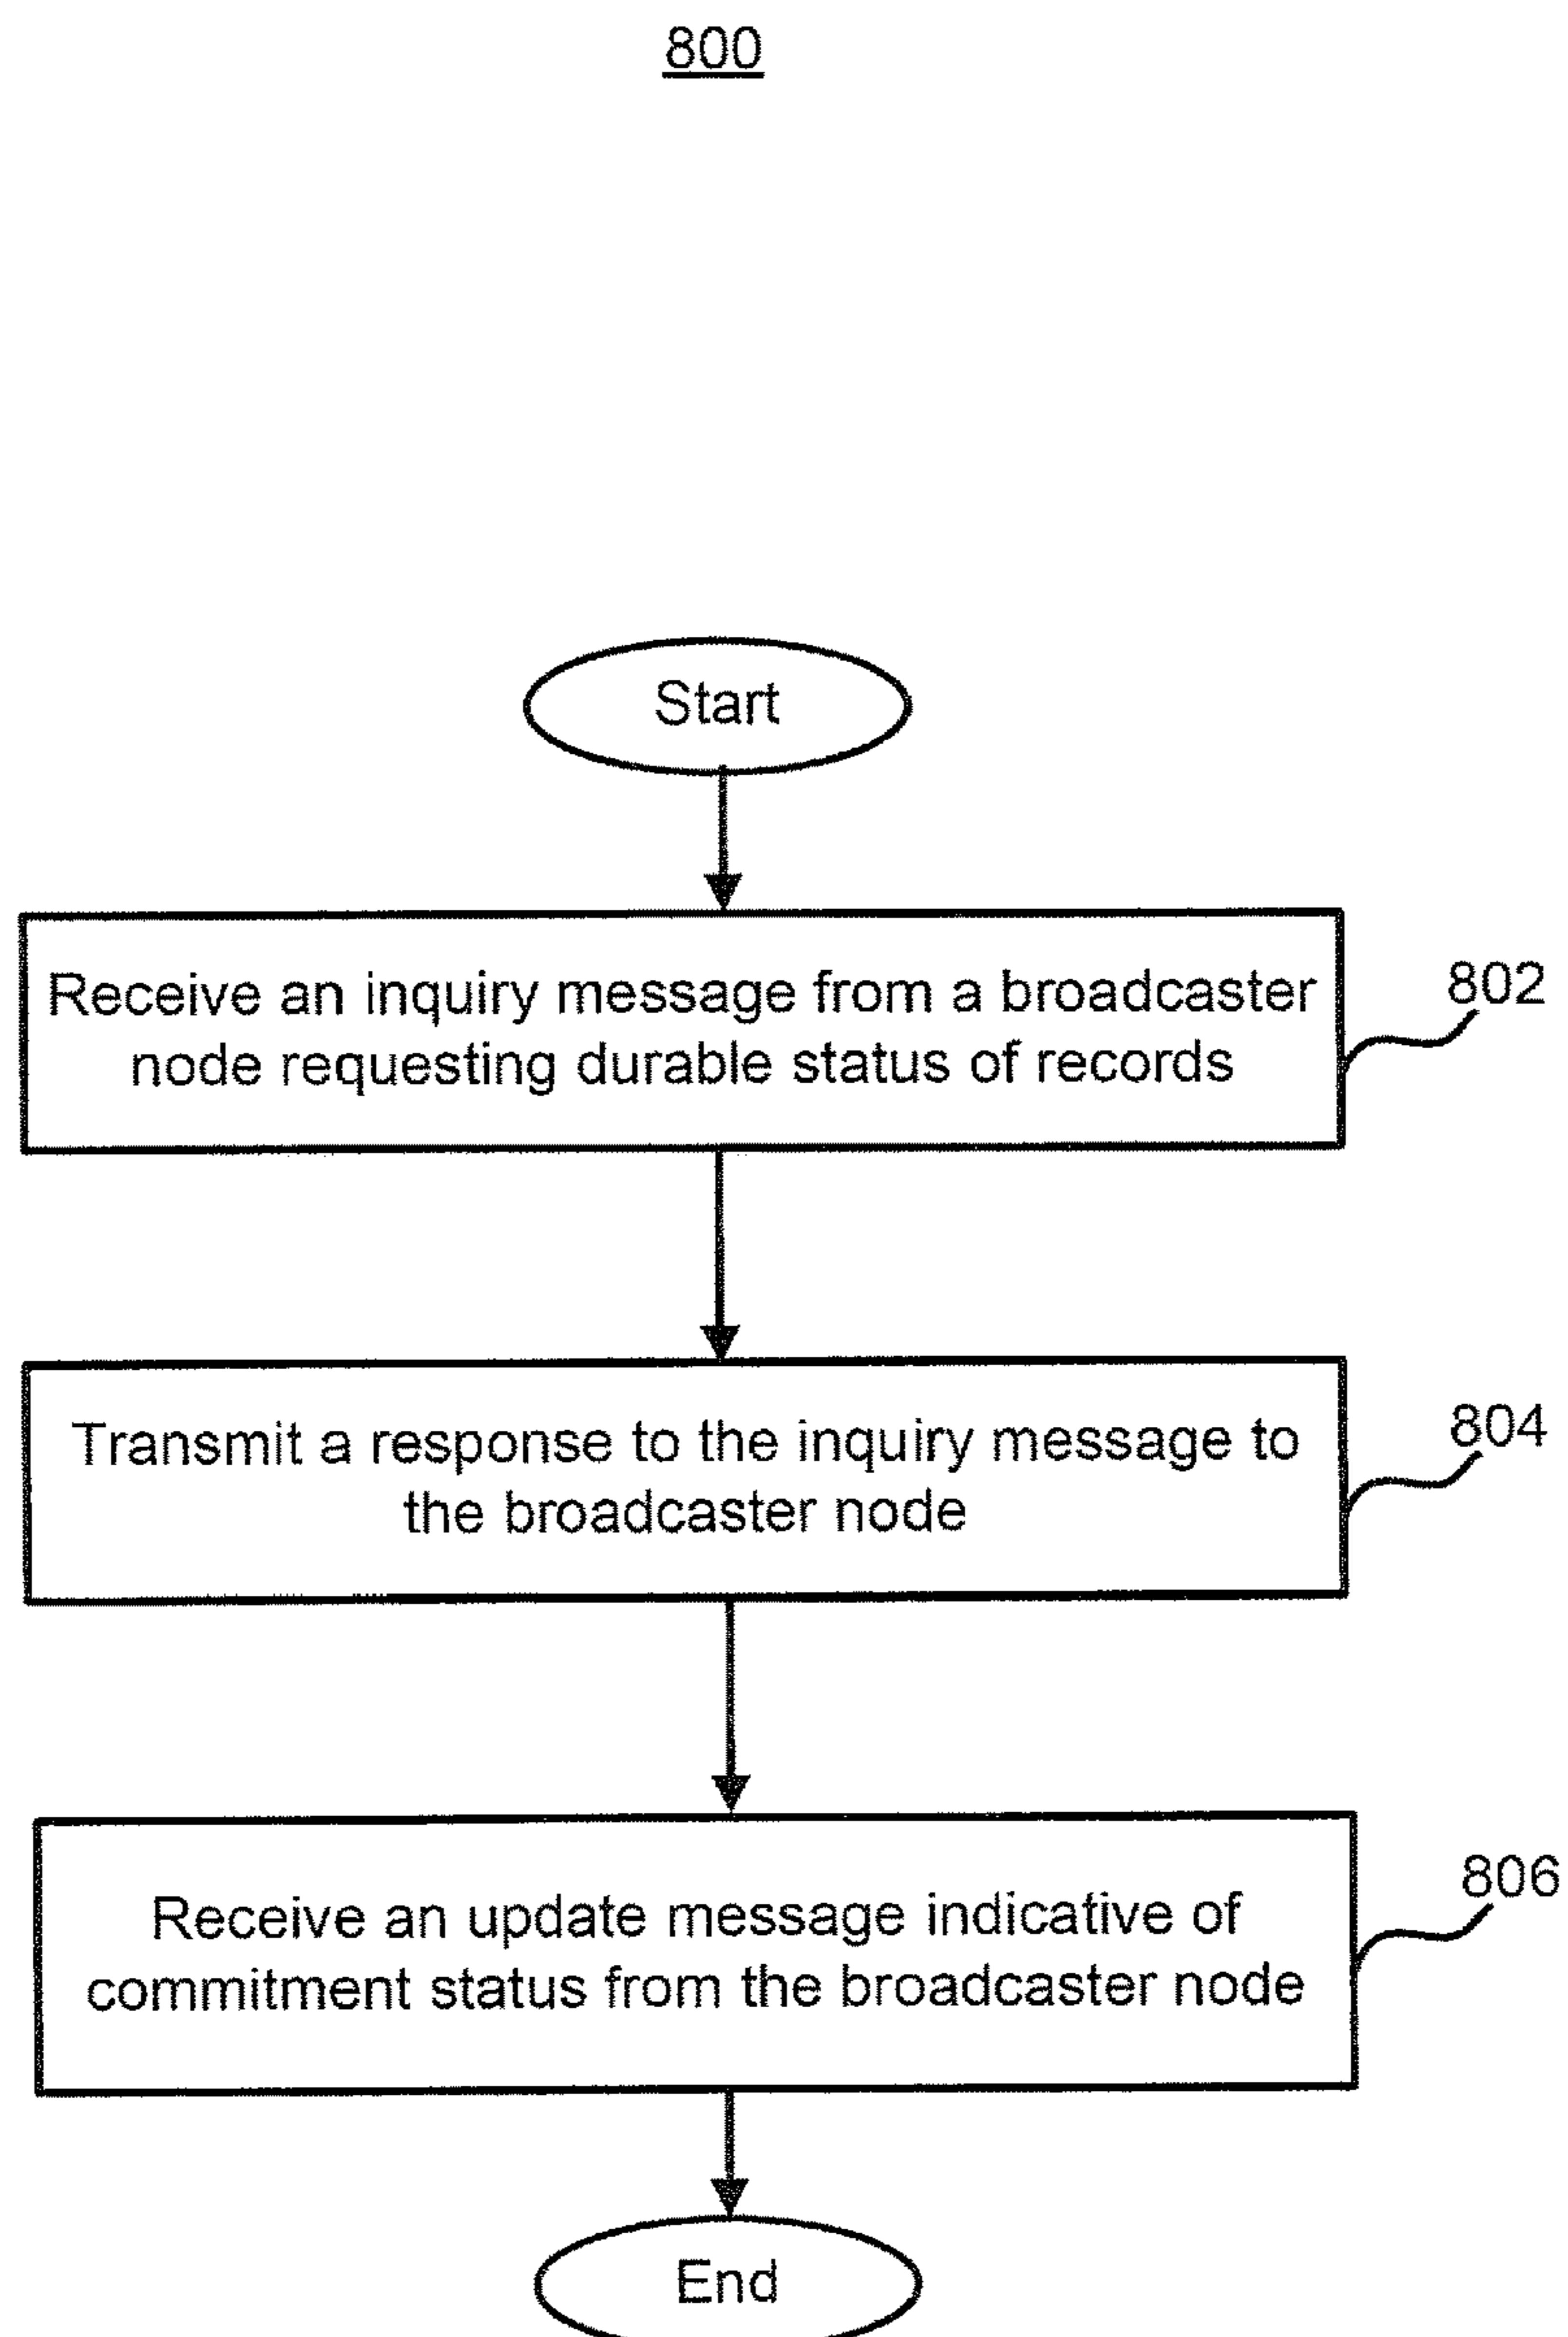 800
Start
Receive an inquiry message from a broadcaster
node requesting durable status of records
802
Transmit a response to the inquiry message to
the broadcaster node
804
Receive an update message indicative of
commitment status from the broadcaster node
806
End